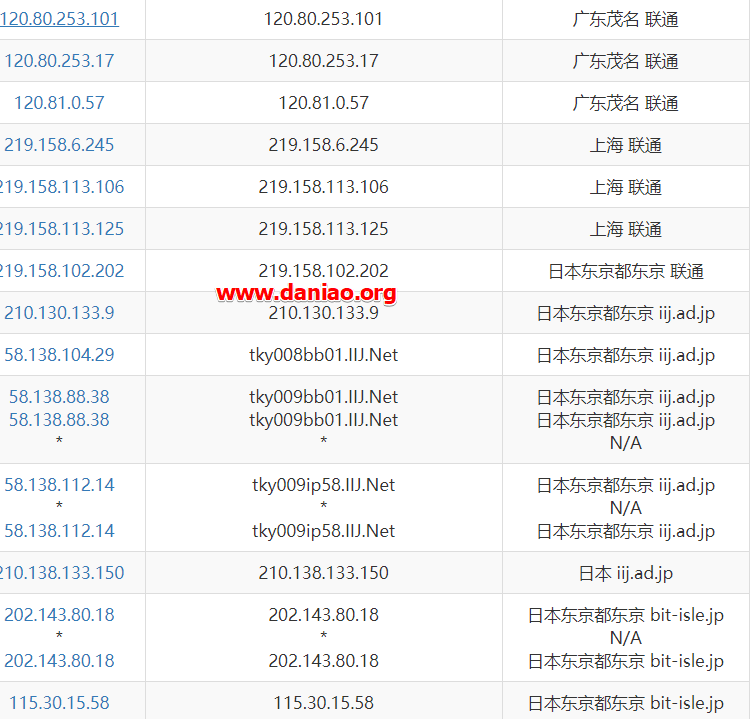 120.80.253.101 120.80.253.101 广东茂名 联通
120.80.253.17 120.80.253.17 广东茂名 联通
120.81.0.57 120.81.0.57 广东茂名 联通
219.158.6.245 219.158.6.245 上海 联通
219.158.113.106 219.158.113.106 上海 联通
219.158.113.125 219.158.113.125 上海 联通
219.158.102.202 219.158.102.202 日本东京都东京 联通
www.daniao.org
210.130.133.9 210.130.133.9 日本东京都东京 iij.ad.jp
58.138.104.29 tky008bb01.IIJ.Net 日本东京都东京 iij.ad.jp
58.138.88.38 tky009bb01.IIJ.Net 日本东京都东京 iij.ad.jp
58.138.88.38 tky009bb01.IIJ.Net 日本东京都东京 iij.ad.jp
* * N/A
58.138.112.14 tky009ip58.IIJ.Net 日本东京都东京 iij.ad.jp
* * N/A
58.138.112.14 tky009ip58.IIJ.Net 日本东京都东京 iij.ad.jp
210.138.133.150 210.138.133.150 日本 iij.ad.jp
202.143.80.18 202.143.80.18 日本东京都东京 bit-isle.jp
* * N/A
202.143.80.18 202.143.80.18 日本东京都东京 bit-isle.jp
115.30.15.58 115.30.15.58 日本东京都东京 bit-isle.jp